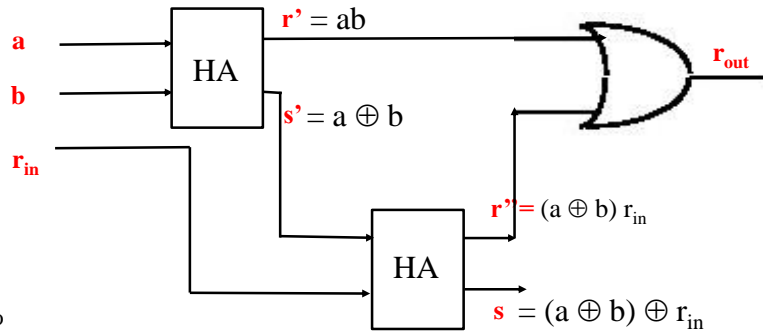 r’ = ab
a
HA
r_out
b
s’ = a ⊕ b
r_in
r’’= (a ⊕ b) r_in
HA
s = (a ⊕ b) ⊕ r_in